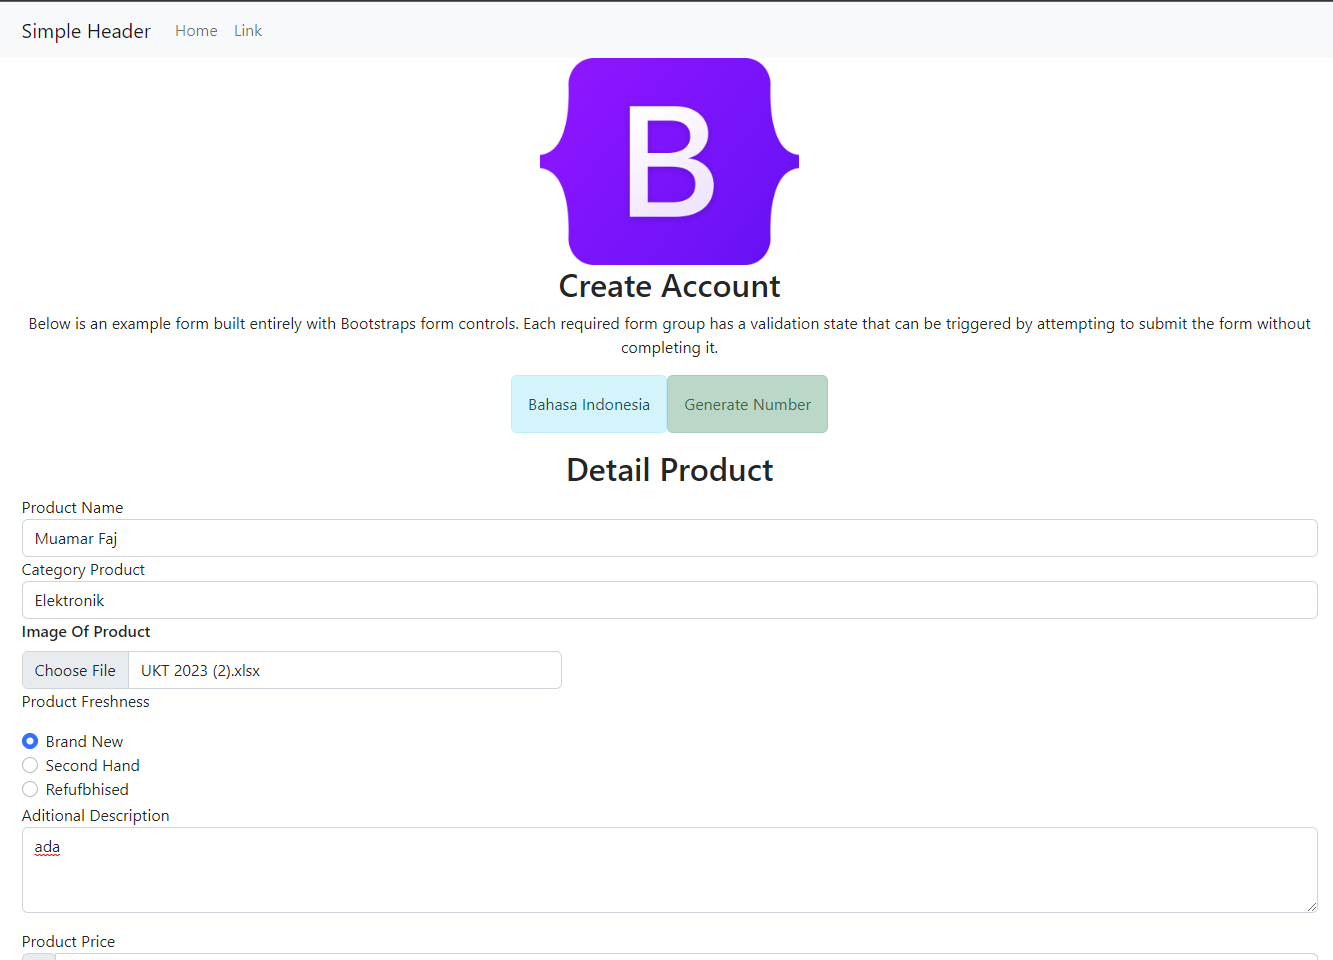 Simple Header Home Link
B
Create Account
Below is an example form built entirely with Bootstraps form controls. Each required form group has a validation state that can be triggered by attempting to submit the form without
completing it.
Bahasa Indonesia Generate Number
Detail Product
Product Name
Muamar Faj
Category Product
Elektronik
Image Of Product
Choose File UKT 2023 (2).xlsx
Product Freshness
Brand New
Second Hand
Refufbhised
Aditional Description
ada
Product Price